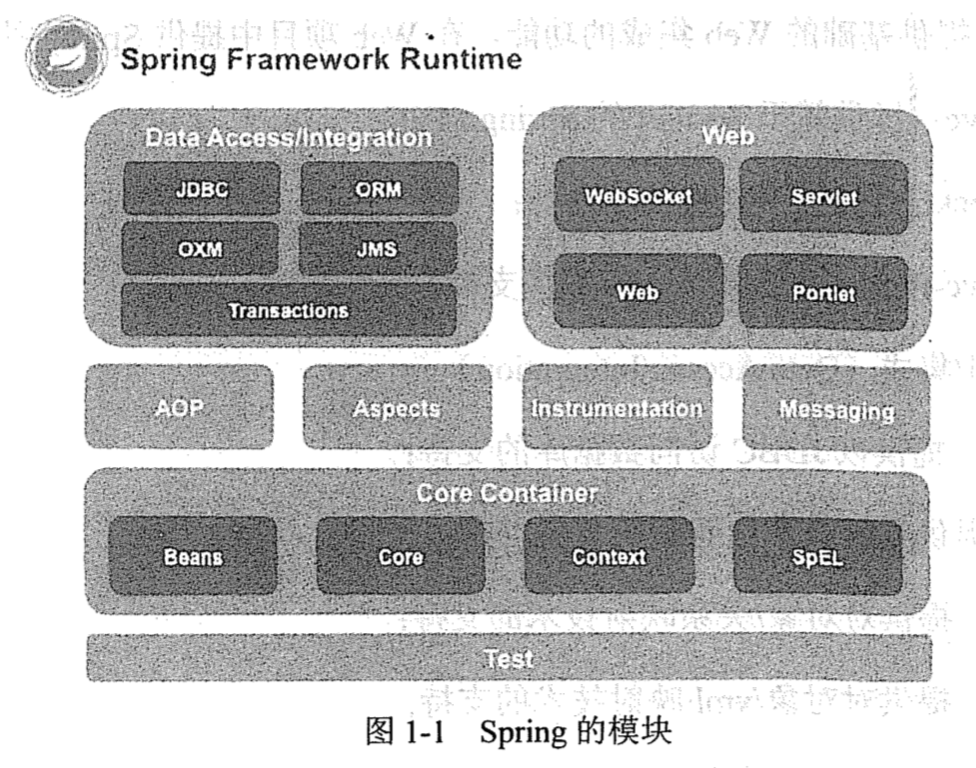 Spring Framework Runtime
Data Access/Integration
JDBC ORM
OXM JMS
Transactions
Web
WebSocket Servlet
Web Portlet
AOP Aspects Instrumentation Messaging
Core Container
Beans Core Context SpEL
Test
图 1-1 Spring 的模块